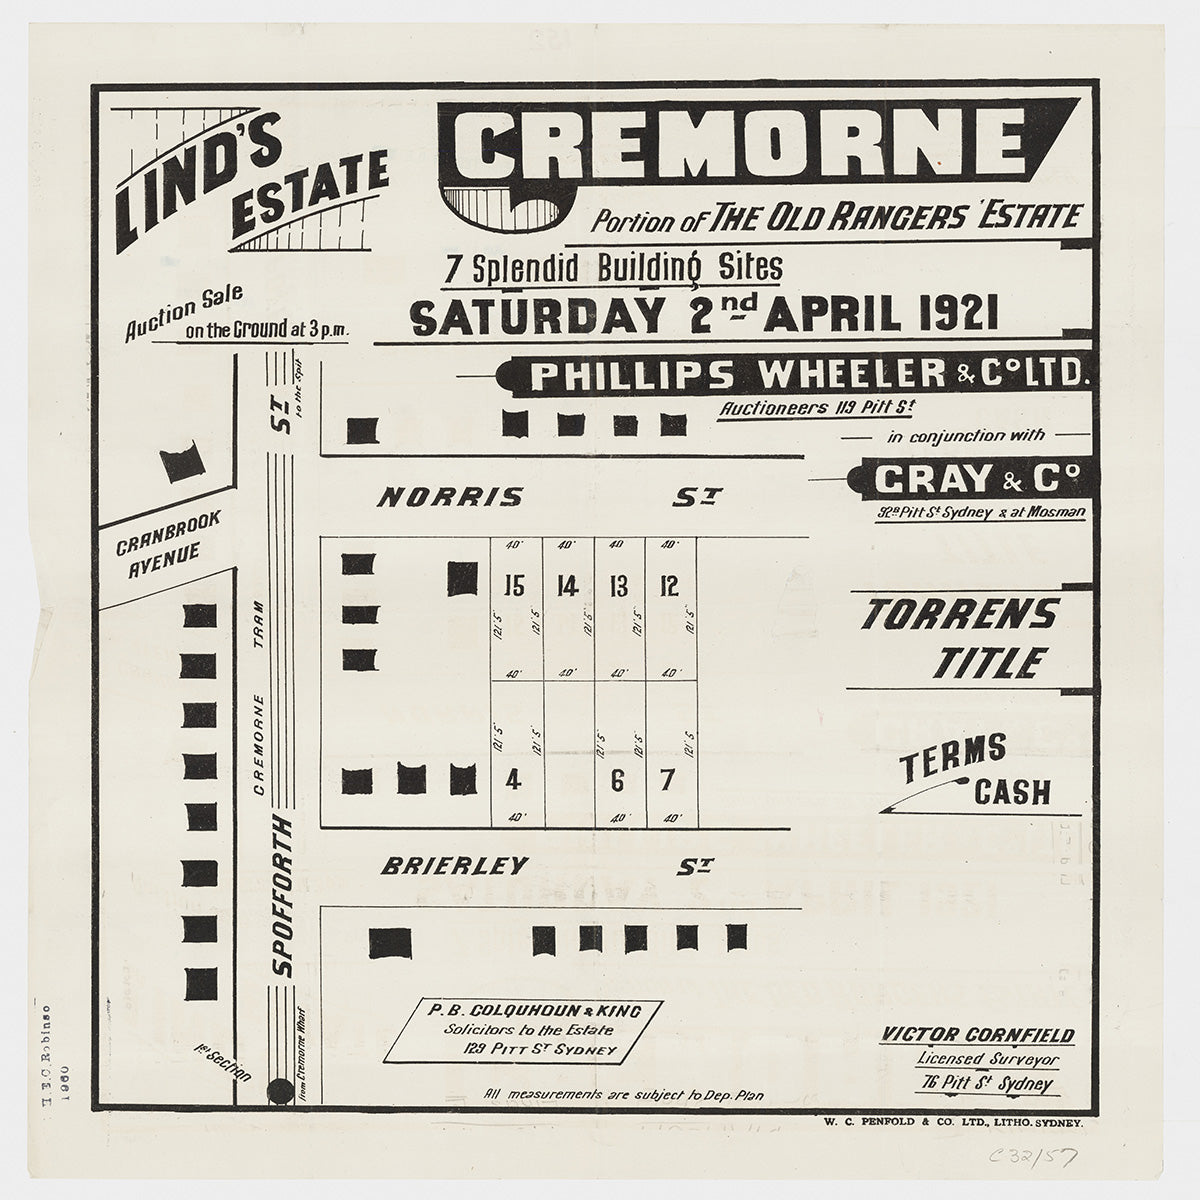 LIND'S
ESTATE
CREMORNE
Portion of THE OLD RANGERS' ESTATE
7 Splendid Building Sites
Auction Sale
on the Ground at 3 p.m.
SATURDAY 2nd APRIL 1921
PHILLIPS WHEELER & Co LTD.
Auctioneers 119 Pitt St
in conjunction with
GRAY & Co
92a Pitt St Sydney & at Mosman
to the Spit
NORRIS ST
CRANBROOK
AVENUE
40' 40' 40 40'
15 14 13 12
121'5 121'5 121'5 121'5 121'5
40' 40' 40' 40'
121'5 121'5 121'5 121'5 121'5
4 6 7
40' 40' 40'
TORRENS
TITLE
TERMS
CASH
CREMORNE TRAM
SPOFFORTH ST
BRIERLEY ST
1st Section
from Cremorne Wharf
P. B. COLQUHOUN & KING
Solicitors to the Estate
129 PITT ST SYDNEY
VICTOR CORNFIELD
Licensed Surveyor
76 Pitt St Sydney
All measurements are subject to Dep. Plan
W. C. PENFOLD & CO. LTD., LITHO. SYDNEY.
E.C. Robinso
1960
C32/57